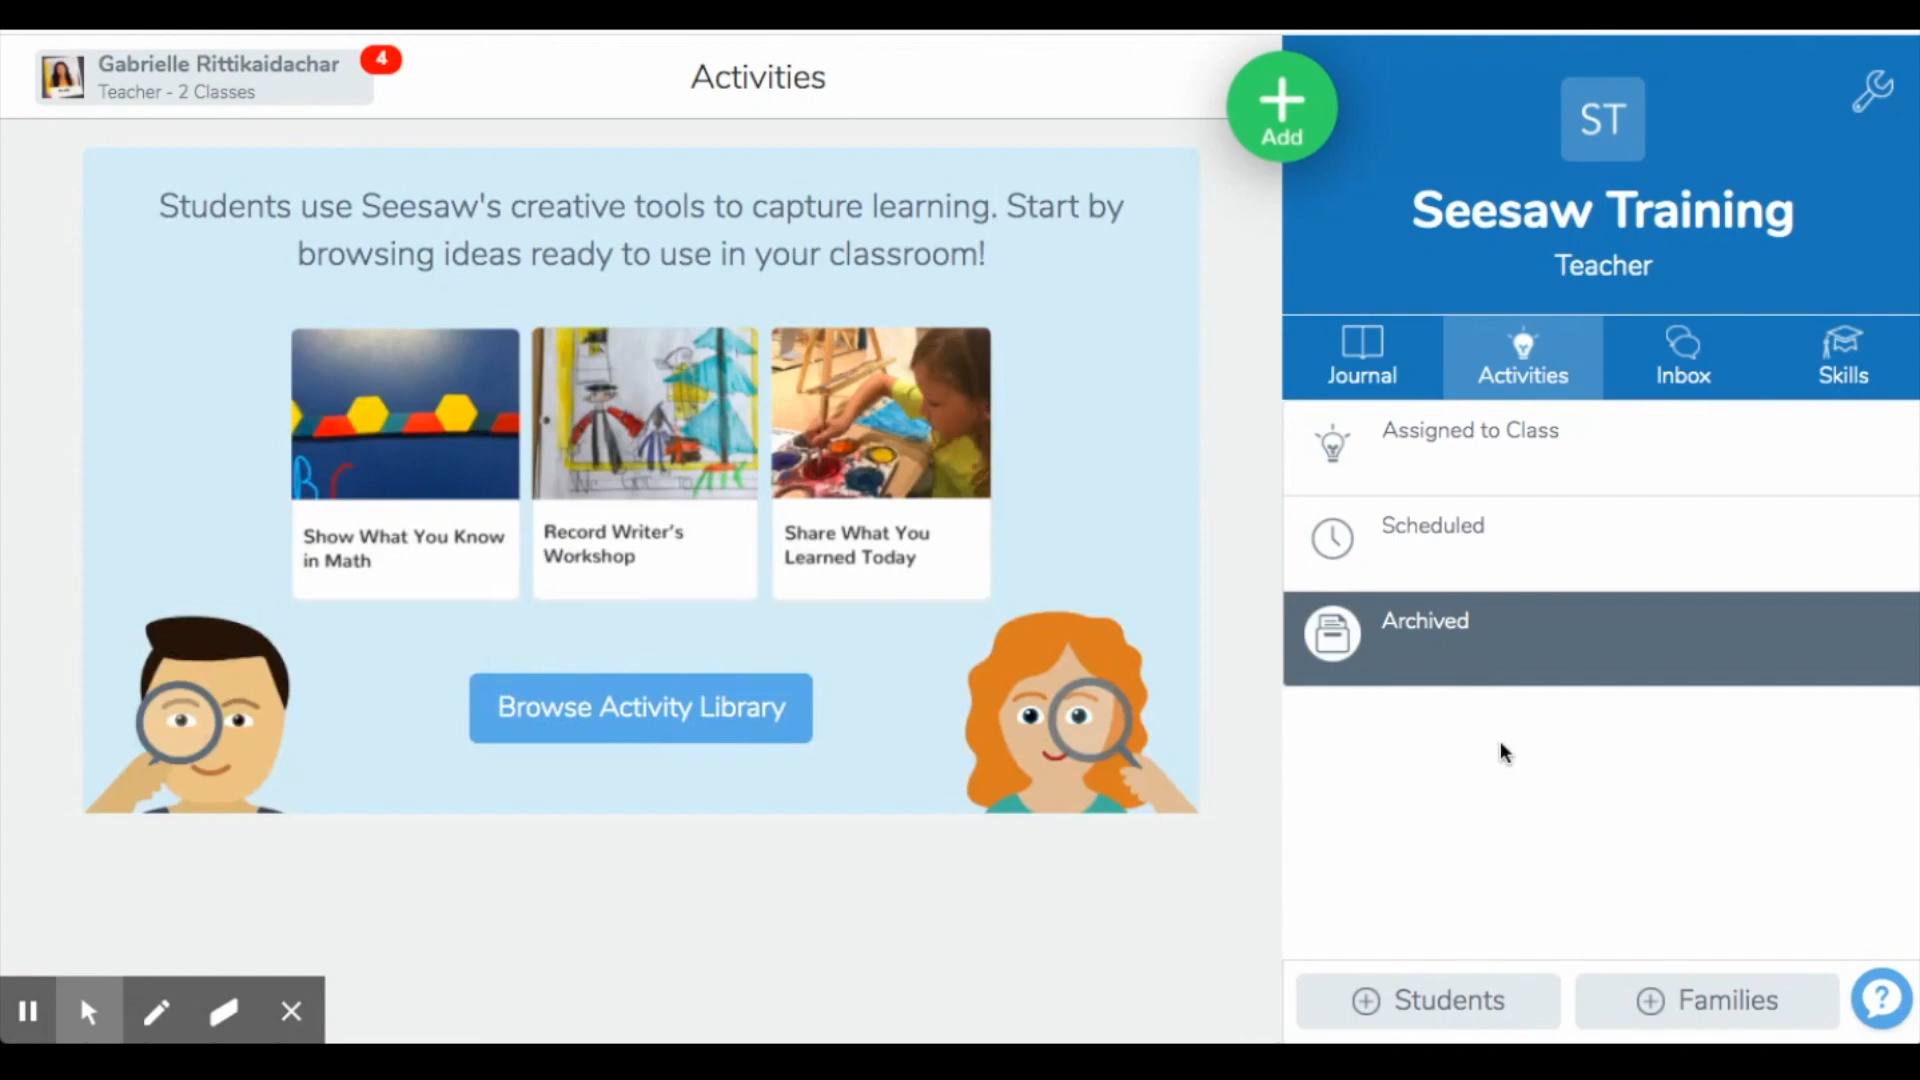 Gabrielle Rittikaidachar
4
Teacher - 2 Classes
Activities
Add
ST
Seesaw Training
Teacher
Journal
Activities
Inbox
Skills
Students use Seesaw's creative tools to capture learning. Start by
browsing ideas ready to use in your classroom!
Show What You Know
in Math
Record Writer's
Workshop
Share What You
Learned Today
Browse Activity Library
Assigned to Class
Scheduled
Archived
Students
Families
?